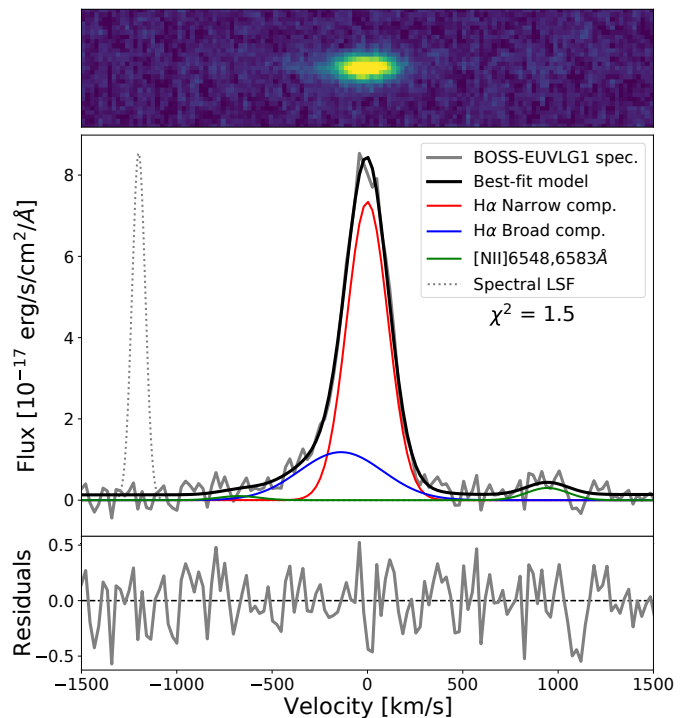 BOSS-EUVLG1 spec.
Best-fit model
Hα Narrow comp.
Hα Broad comp.
[NII]6548,6583Å
Spectral LSF
χ² = 1.5
Flux [10⁻¹⁷ erg/s/cm²/Å]
8
6
4
2
0
Residuals
0.5
0.0
−0.5
−1500 −1000 −500 0 500 1000 1500
Velocity [km/s]